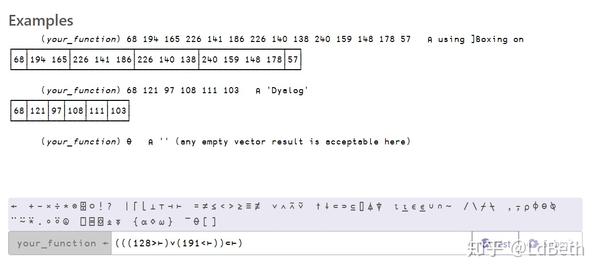 Examples
(your_function) 68 194 165 226 141 186 226 140 138 240 159 148 178 57 ⍝ using ]Boxing on
68 194 165 226 141 186 226 140 138 240 159 148 178 57
(your_function) 68 121 97 108 111 103 ⍝ 'Dyalog'
68 121 97 108 111 103
(your_function) ⍬ ⍝ '' (any empty vector result is acceptable here)
← + - × ÷ * ⍟ ⌹ ○ ! ? | ⌈ ⌊ ⊥ ⊤ ⊣ ⊢ = ≠ ≤ < > ≥ ≡ ≢ ∨ ∧ ⍲ ⍱ ↑ ↓ ⊂ ⊃ ⊆ ⌷ ⍋ ⍒ ⍳ ⍸ ∊ ⍷ ∪ ∩ ~ / \ ⌿ ⍀ , ⍪ ⍴ ⌽ ⊖ ⍉
¨ ⍨ ⍣ . ∘ ⍤ ⍥ ⎕ ⍠ ⌸ ⌺ ⍎ ⍕ { ⍺ ⍵ } ¯ ⍬ [ ]
your_function ← (((128>⊢)∨(191<⊢))⊂⊢) Test
知乎 @LdBeth